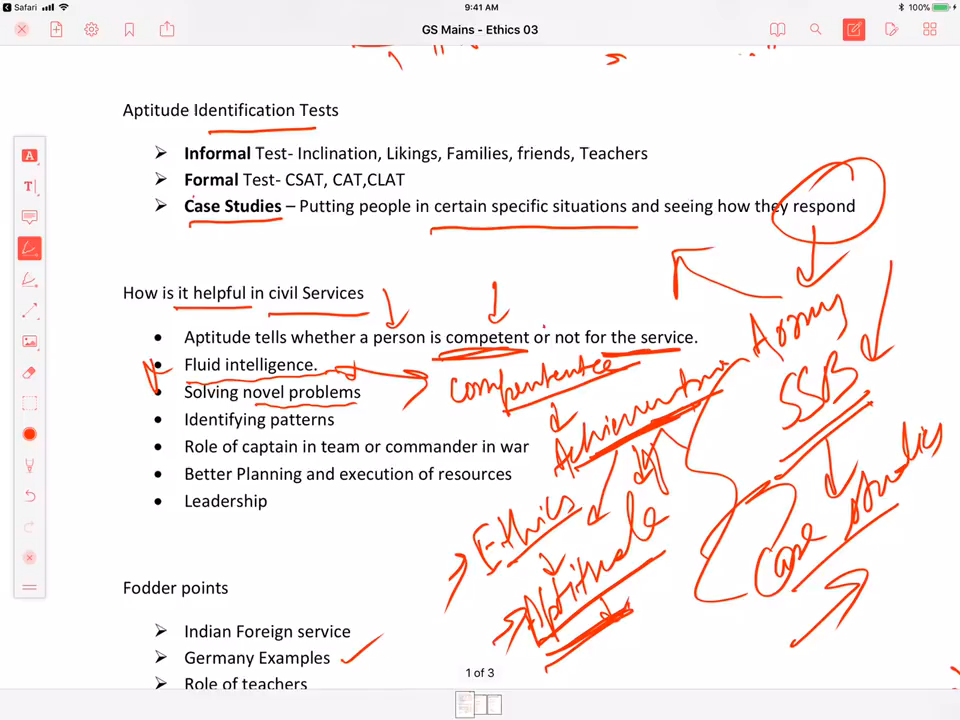 Safari
9:41 AM
100%
GS Mains - Ethics 03
Aptitude Identification Tests
➢ Informal Test- Inclination, Likings, Families, friends, Teachers
➢ Formal Test- CSAT, CAT,CLAT
➢ Case Studies – Putting people in certain specific situations and seeing how they respond
How is it helpful in civil Services
• Aptitude tells whether a person is competent or not for the service.
• Fluid intelligence.
• Solving novel problems
• Identifying patterns
• Role of captain in team or commander in war
• Better Planning and execution of resources
• Leadership
Army
SSB
Case Studies
Ethics
Aptitude
Aptitude
Fodder points
➢ Indian Foreign service
➢ Germany Examples
➢ Role of teachers
1 of 3